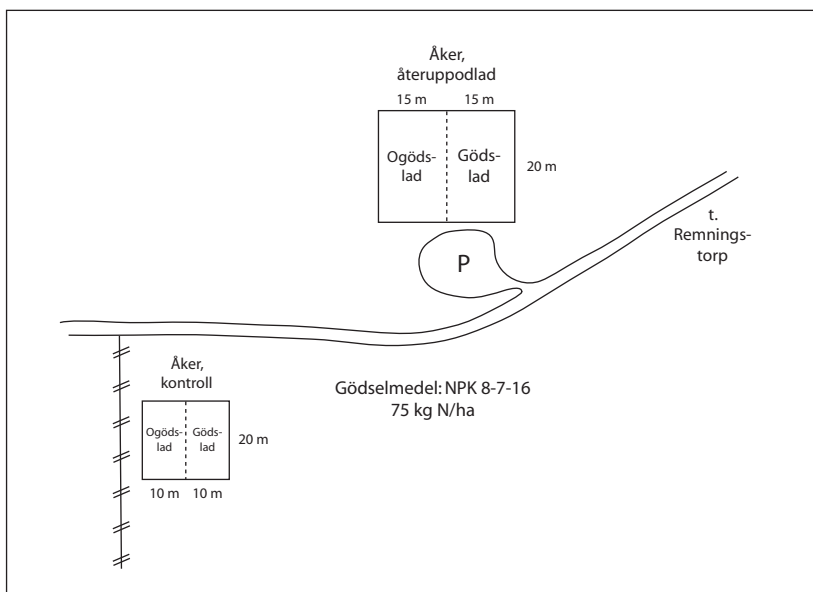 Åker,
återuppodlad
15 m 15 m
Ogöds-
lad
Göds-
lad
20 m
P
t.
Remnings-
torp
Åker,
kontroll
Ogöds-
lad
Göds-
lad
20 m
10 m 10 m
Gödselmedel: NPK 8-7-16
75 kg N/ha